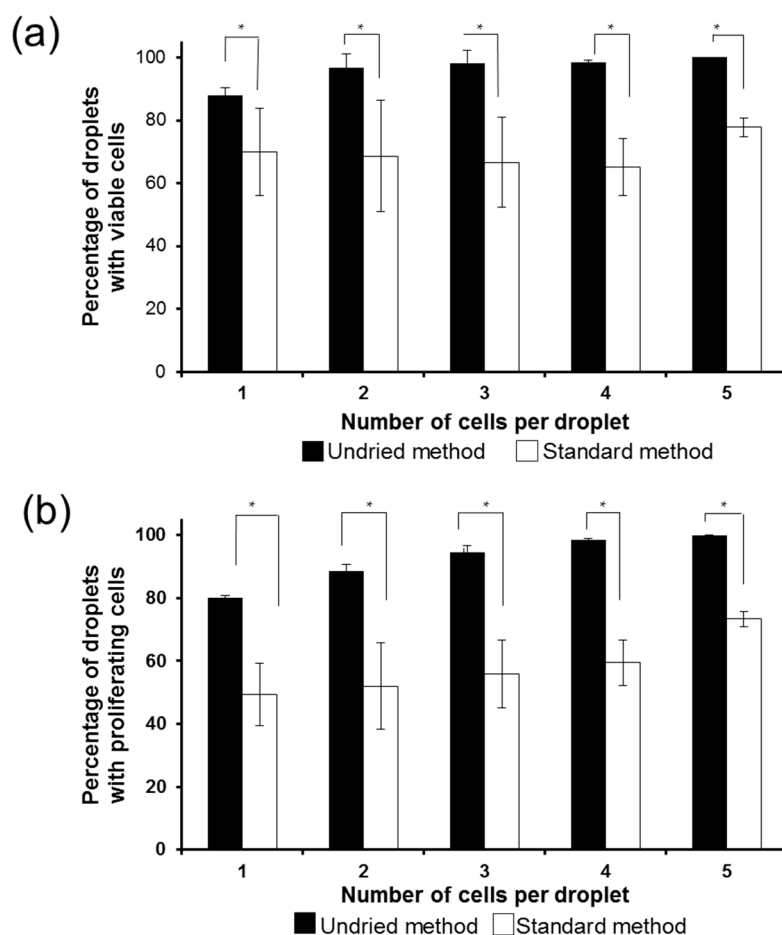 (a)
* * * * *
Percentage of droplets
with viable cells
100
80
60
40
20
0
1 2 3 4 5
Number of cells per droplet
Undried method Standard method
(b)
* * * * *
Percentage of droplets
with proliferating cells
100
80
60
40
20
0
1 2 3 4 5
Number of cells per droplet
Undried method Standard method